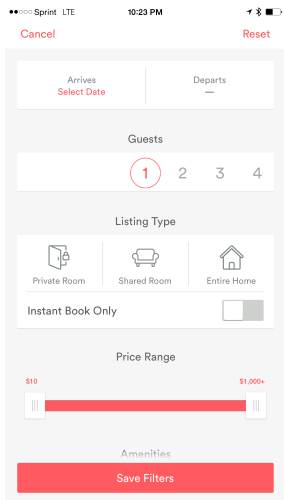 Sprint LTE 10:23 PM
Cancel Reset
Arrives Departs
Select Date —
Guests
1 2 3 4
Listing Type
Private Room Shared Room Entire Home
Instant Book Only
Price Range
$10 $1,000+
Amenities
Save Filters